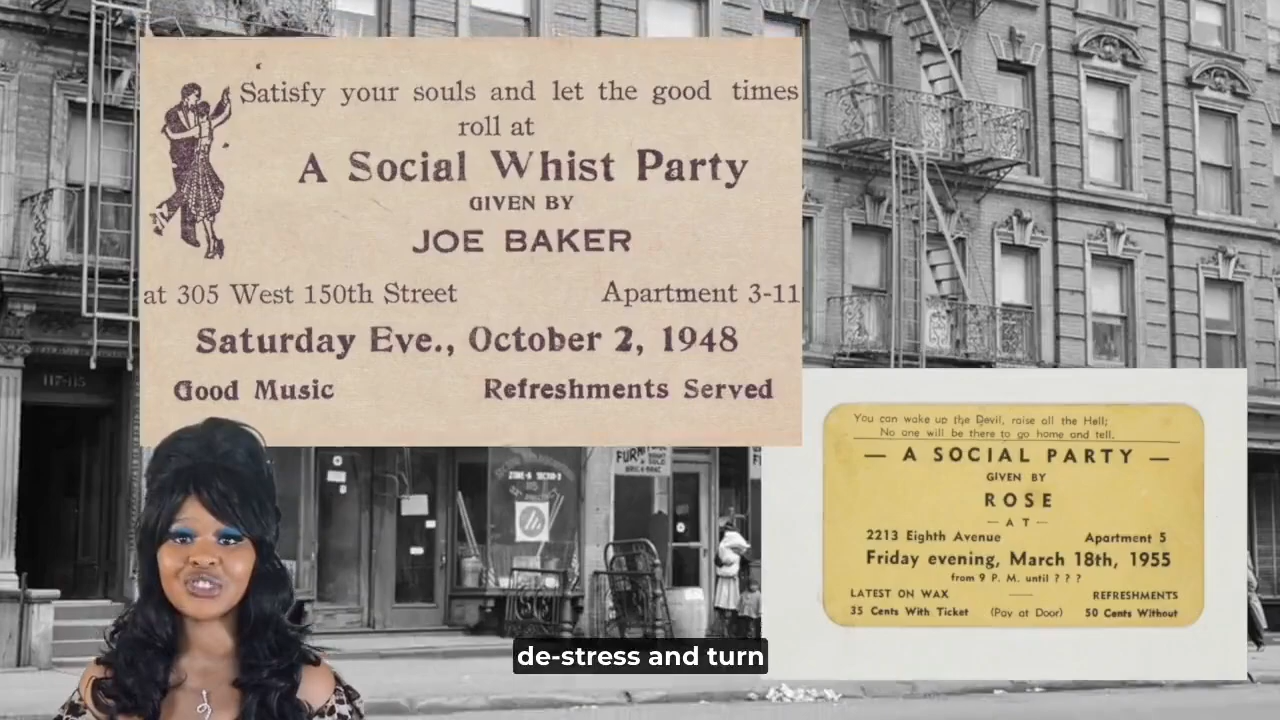 Satisfy your souls and let the good times
roll at
A Social Whist Party
GIVEN BY
JOE BAKER
at 305 West 150th Street Apartment 3-11
Saturday Eve., October 2, 1948
Good Music Refreshments Served
You can wake up the Devil, raise all the Hell;
No one will be there to go home and tell.
— A SOCIAL PARTY —
GIVEN BY
ROSE
— AT —
2213 Eighth Avenue Apartment 5
Friday evening, March 18th, 1955
from 9 P. M. until ? ? ?
LATEST ON WAX — REFRESHMENTS
35 Cents With Ticket (Pay at Door) 50 Cents Without
117-115
de-stress and turn